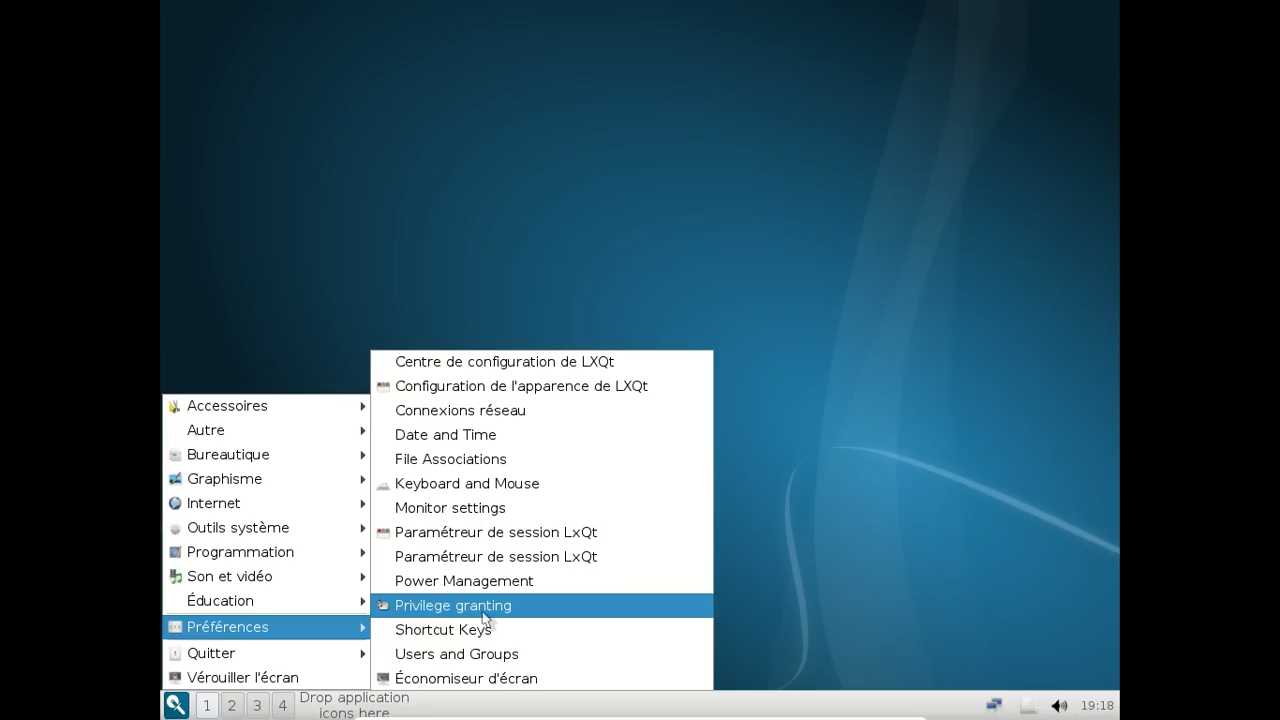 Centre de configuration de LXQt
Configuration de l'apparence de LXQt
Connexions réseau
Date and Time
File Associations
Keyboard and Mouse
Monitor settings
Paramétreur de session LxQt
Paramétreur de session LxQt
Power Management
Privilege granting
Shortcut Keys
Users and Groups
Économiseur d'écran
Accessoires
Autre
Bureautique
Graphisme
Internet
Outils système
Programmation
Son et vidéo
Éducation
Préférences
Quitter
Vérouiller l'écran
1 2 3 4 Drop application
icons here
19:18